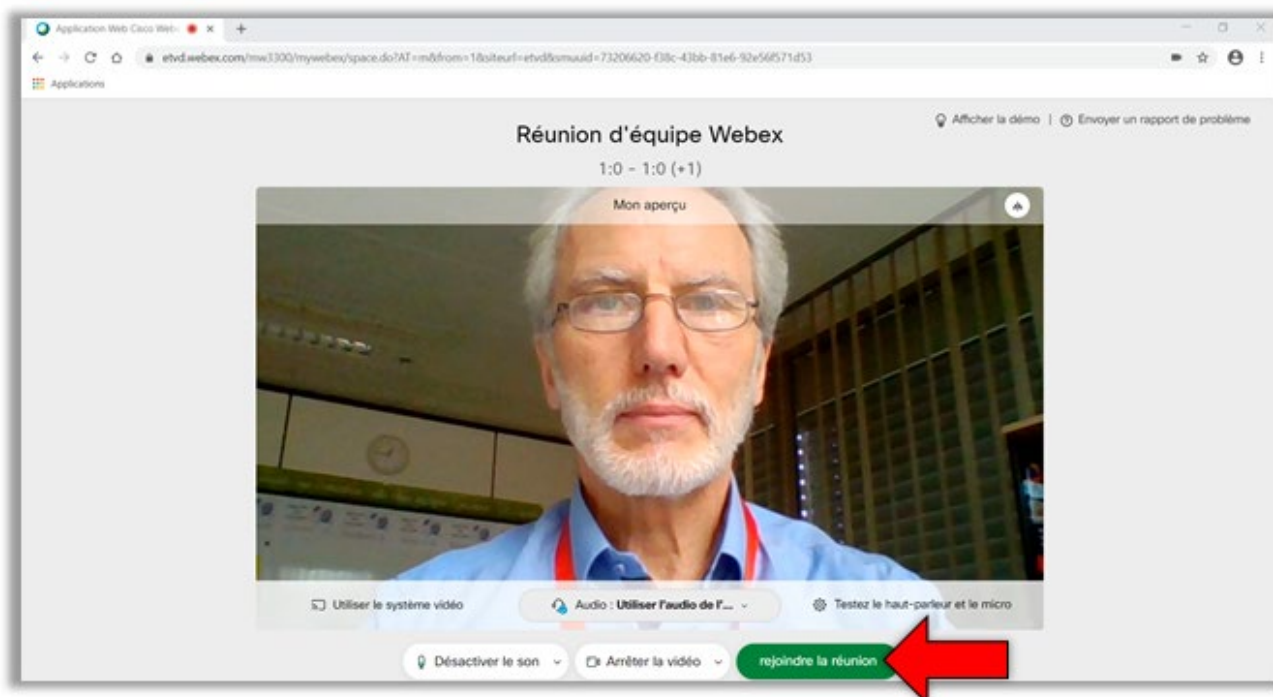 Application Web Cisco Web
etvd.webex.com/mw3300/mywebex/space.do?AT=m&from=1&siteurl=etvd&smuuid=73206620-f38c-43bb-81e6-92e56f571d53
Applications
Afficher la démo | Envoyer un rapport de problème
Réunion d'équipe Webex
1:0 - 1:0 (+1)
Mon aperçu
Utiliser le système vidéo
Audio : Utiliser l'audio de l'...
Testez le haut-parleur et le micro
Désactiver le son
Arrêter la vidéo
rejoindre la réunion